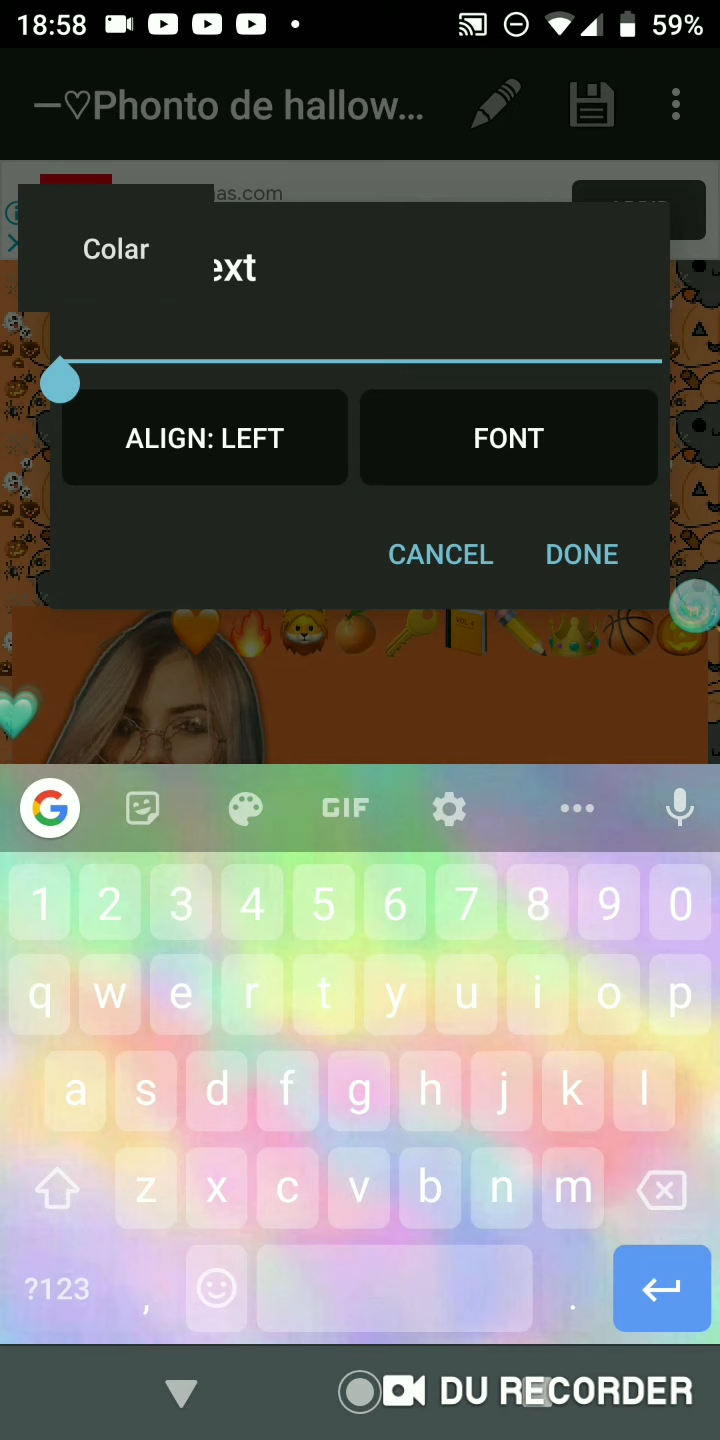 18:58
59%
—♡Phonto de hallow...
as.com
Colar
ext
ALIGN: LEFT
FONT
CANCEL
DONE
GIF
1 2 3 4 5 6 7 8 9 0
q w e r t y u i o p
a s d f g h j k l
z x c v b n m
?123 , .
DU RECORDER